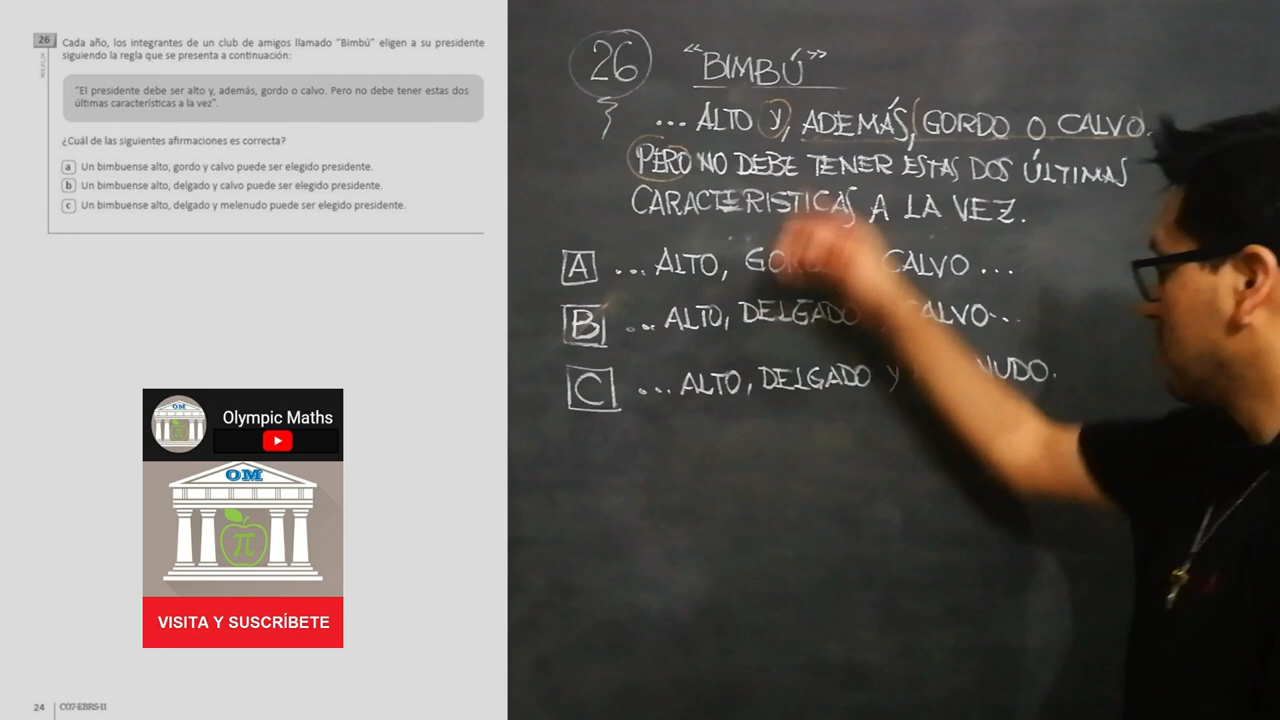 26
Cada año, los integrantes de un club de amigos llamado "Bimbú" eligen a su presidente
siguiendo la regla que se presenta a continuación:
"El presidente debe ser alto y, además, gordo o calvo. Pero no debe tener estas dos
últimas características a la vez".
¿Cuál de las siguientes afirmaciones es correcta?
a Un bimbuense alto, gordo y calvo puede ser elegido presidente.
b Un bimbuense alto, delgado y calvo puede ser elegido presidente.
c Un bimbuense alto, delgado y melenudo puede ser elegido presidente.
OM
Olympic Maths
OM
π
VISITA Y SUSCRÍBETE
24 C07-EBRS-11
26 "BIMBÚ"
... ALTO Y, ADEMÁS, GORDO O CALVO.
PERO NO DEBE TENER ESTAS DOS ÚLTIMAS
CARACTERISTICAS A LA VEZ.
A ... ALTO, CALVO ...
B ... ALTO, DELGADO CALVO...
C ... ALTO, DELGADO Y